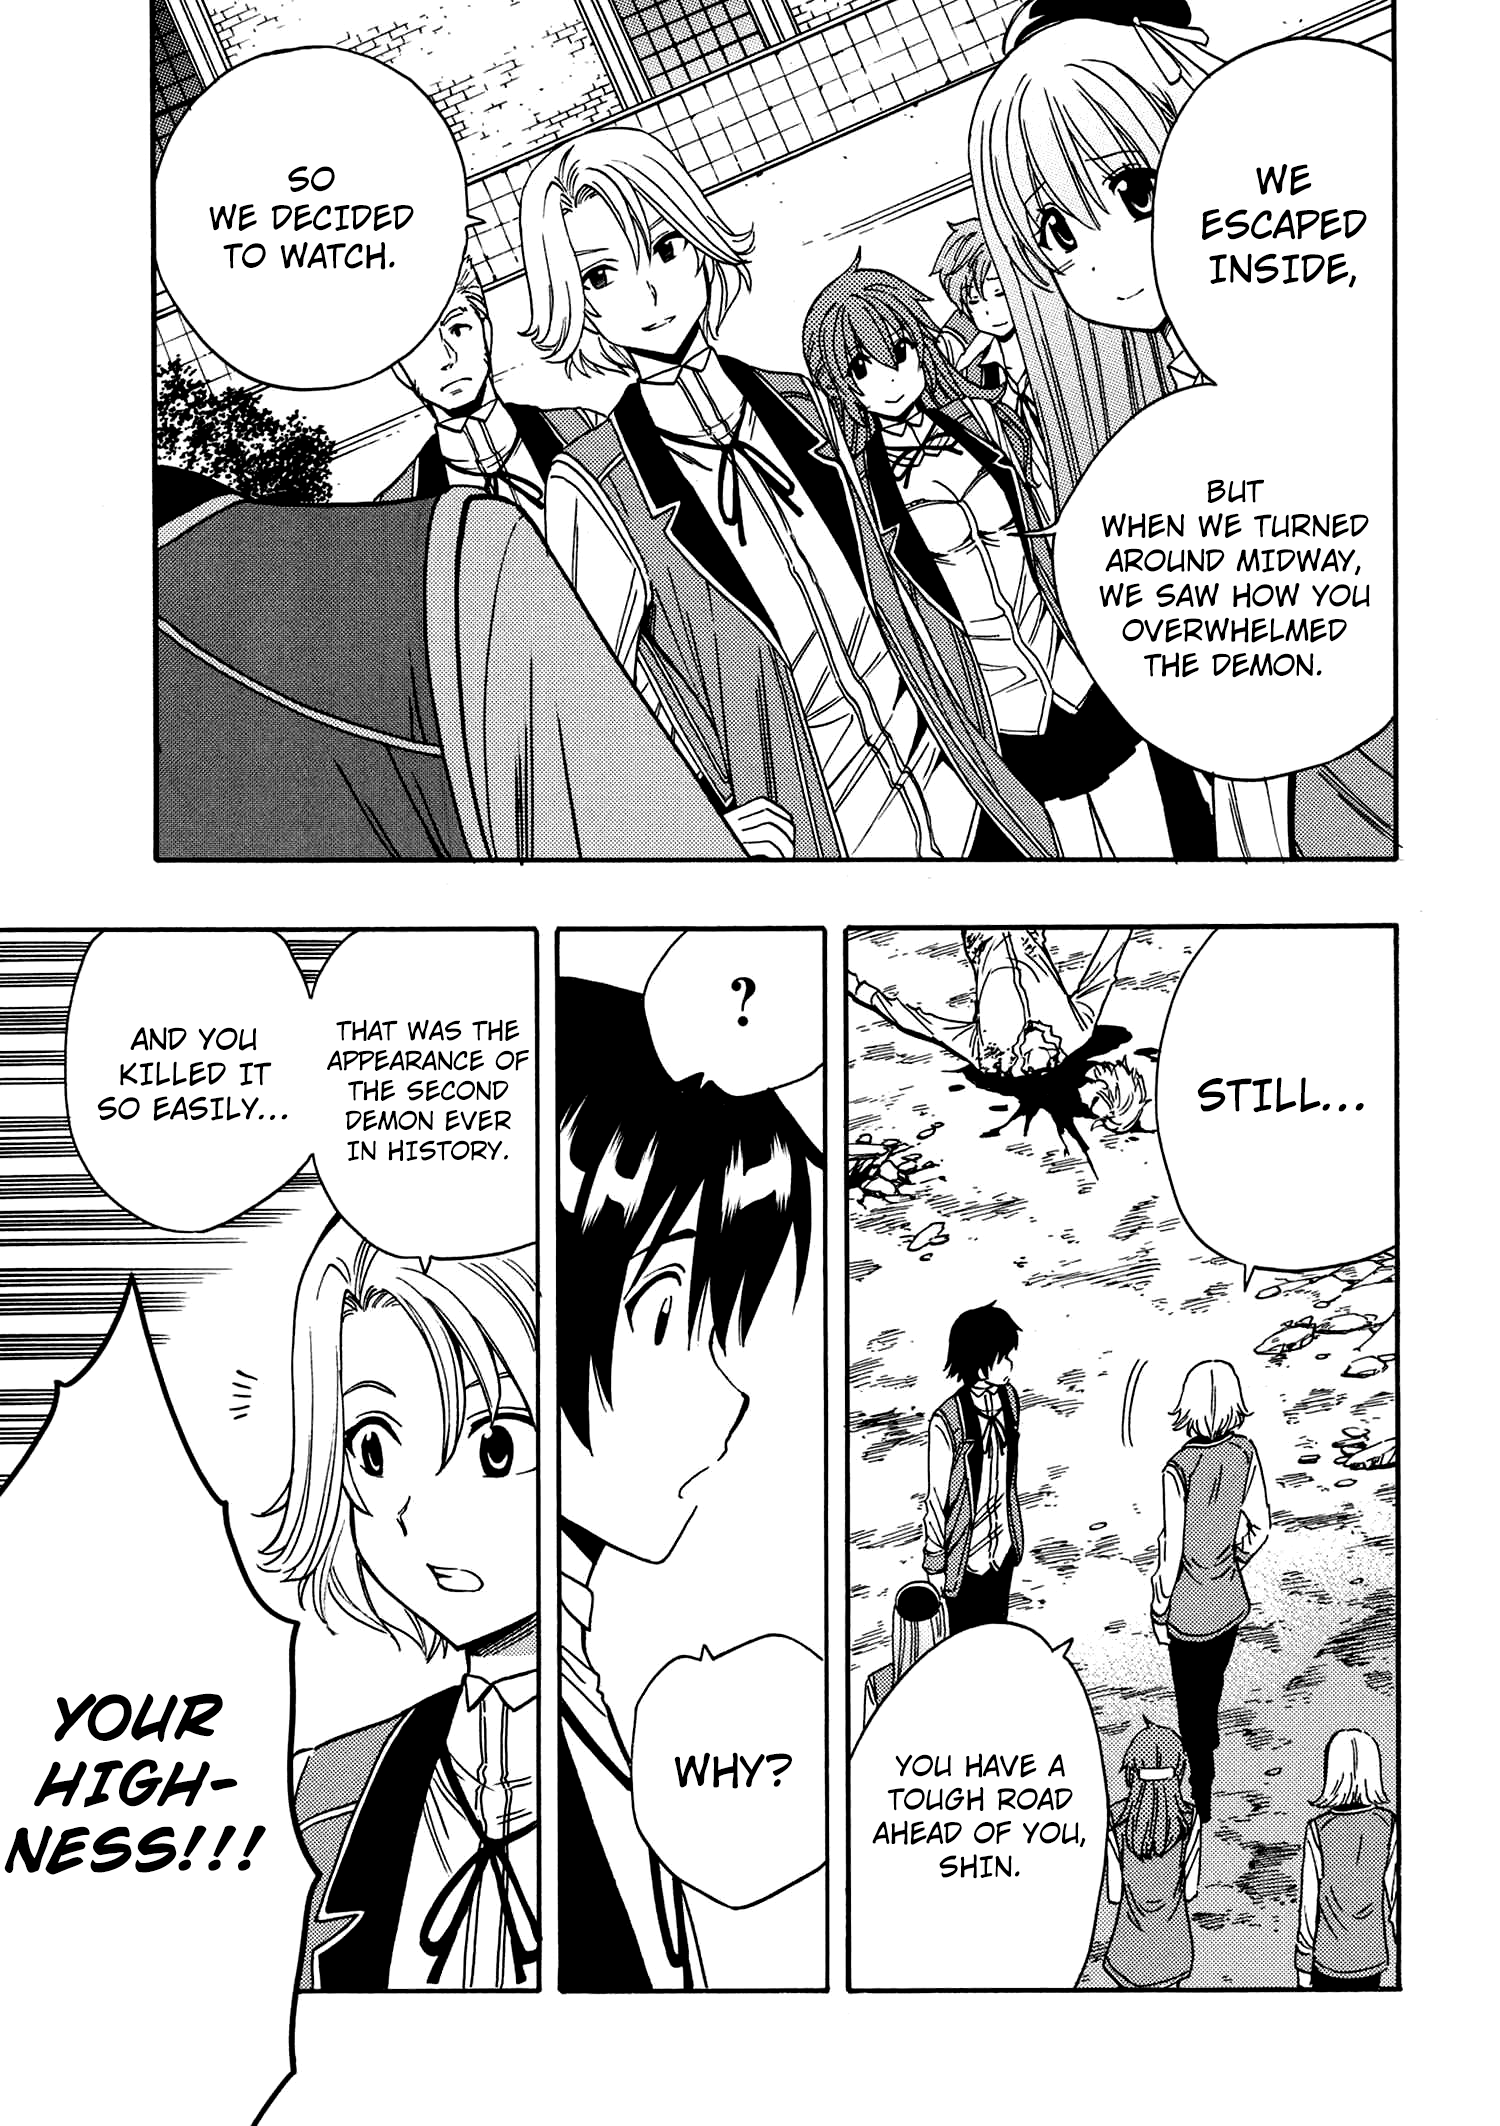 WE
ESCAPED
INSIDE,
BUT
WHEN WE TURNED
AROUND MIDWAY,
WE SAW HOW YOU
OVERWHELMED
THE DEMON.
SO
WE DECIDED
TO WATCH.
STILL...
YOU HAVE A
TOUGH ROAD
AHEAD OF YOU,
SHIN.
?
WHY?
THAT WAS THE
APPEARANCE OF
THE SECOND
DEMON EVER
IN HISTORY.
AND YOU
KILLED IT
SO EASILY...
YOUR
HIGH-
NESS!!!